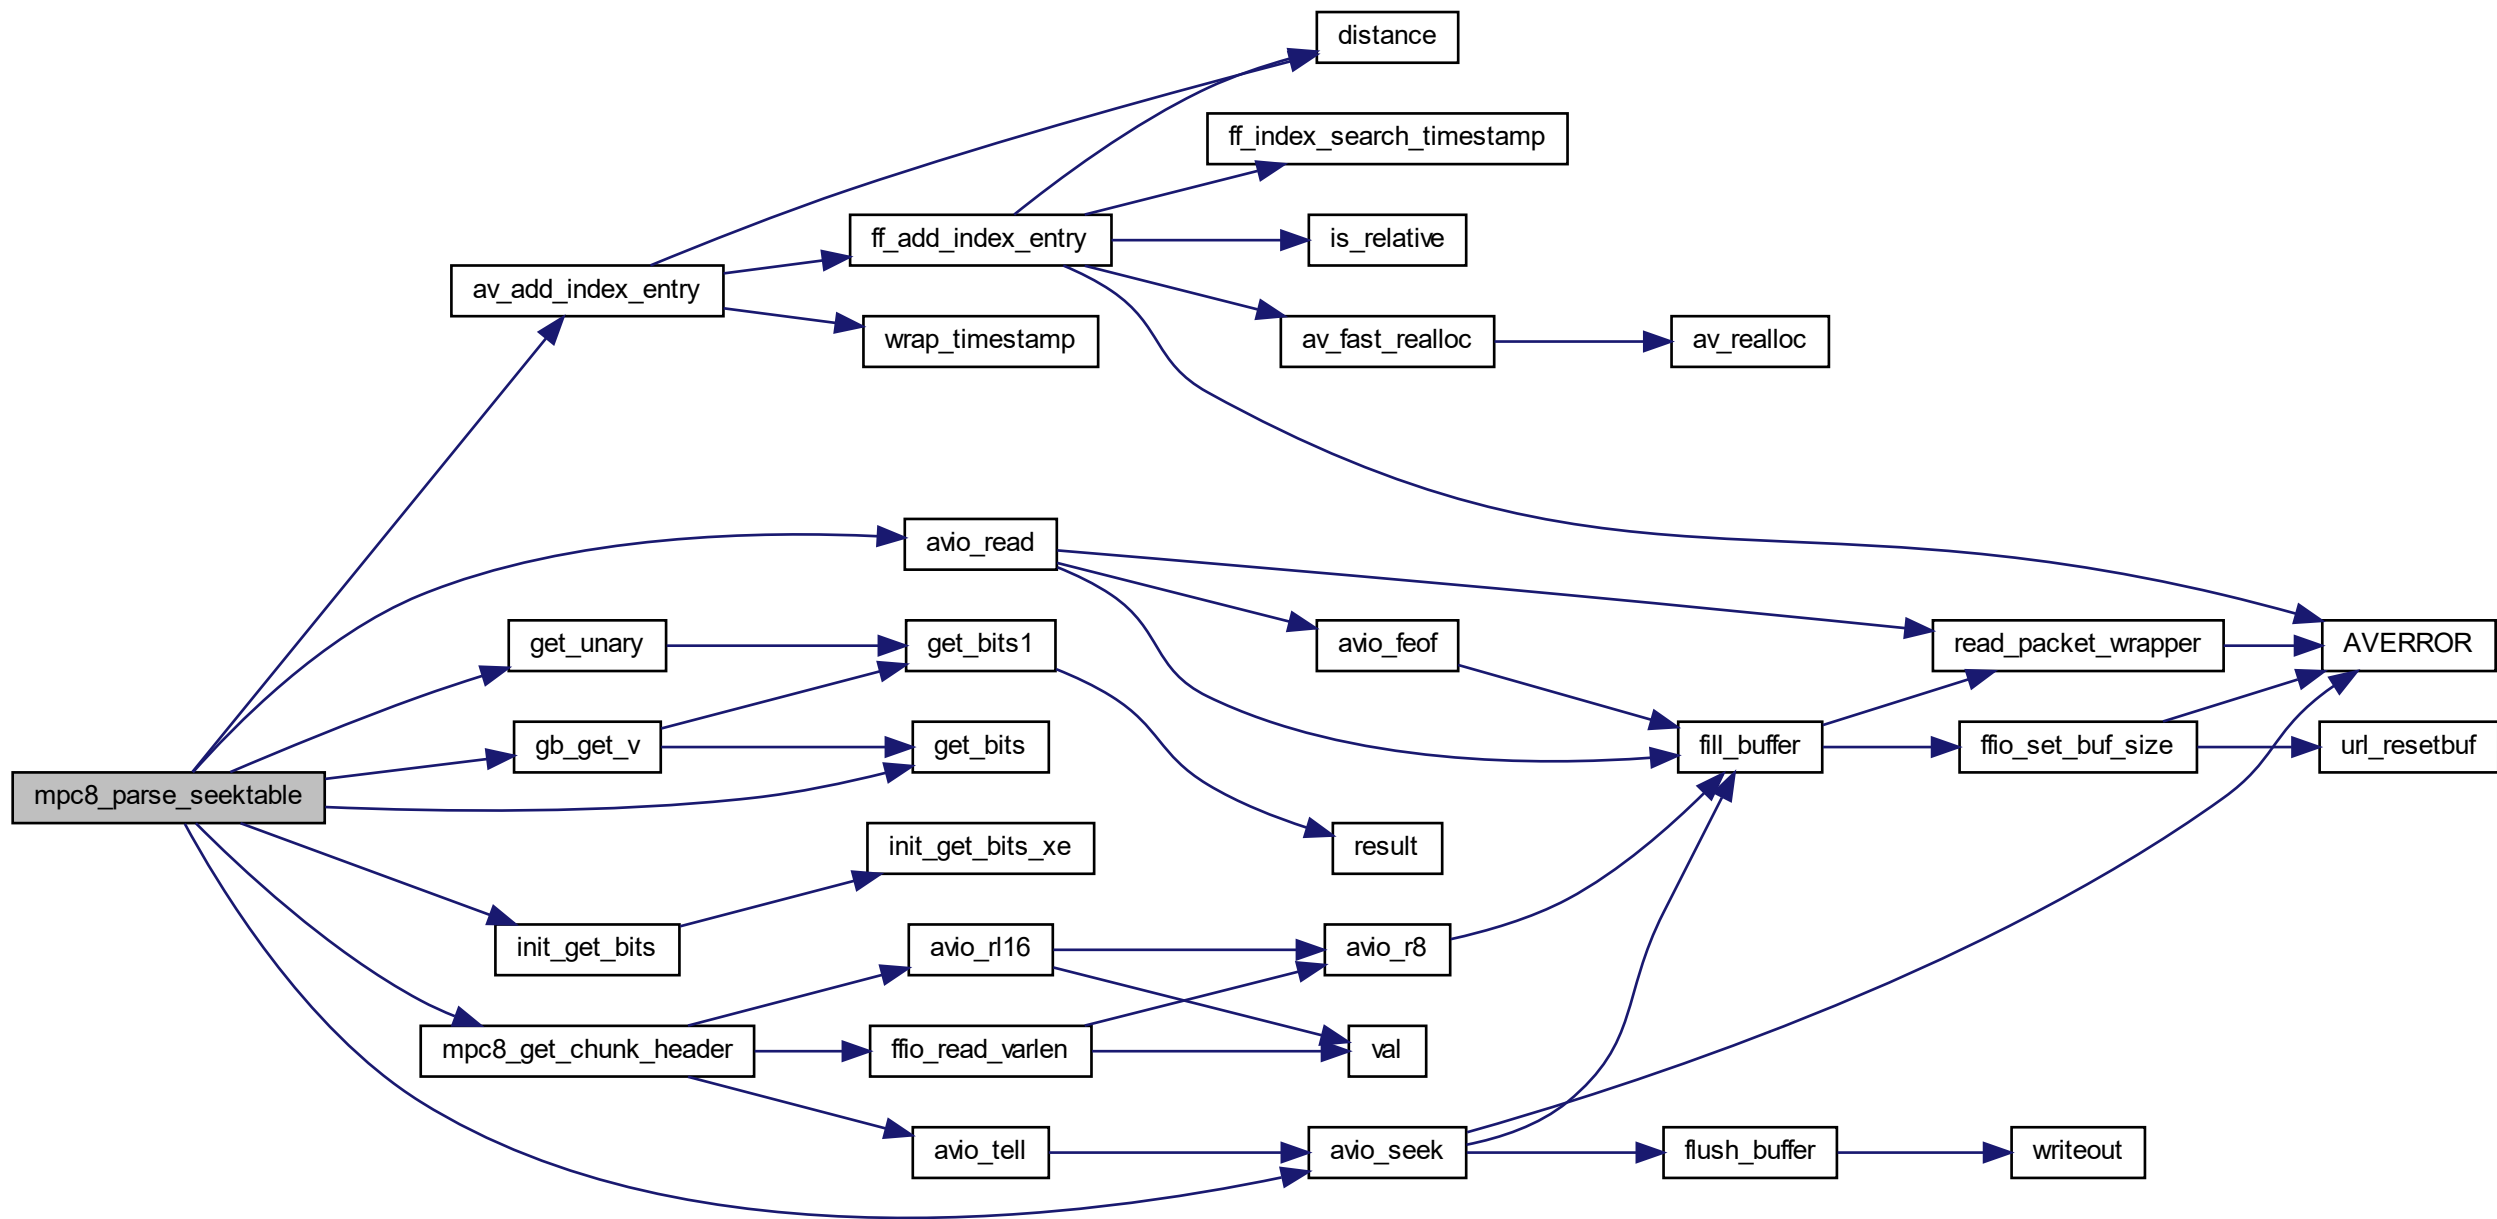 distance
ff_index_search_timestamp
ff_add_index_entry
is_relative
av_add_index_entry
wrap_timestamp
av_fast_realloc
av_realloc
avio_read
get_unary
get_bits1
avio_feof
read_packet_wrapper
AVERROR
gb_get_v
get_bits
fill_buffer
ffio_set_buf_size
url_resetbuf
mpc8_parse_seektable
init_get_bits_xe
result
init_get_bits
avio_rl16
avio_r8
mpc8_get_chunk_header
ffio_read_varlen
val
avio_tell
avio_seek
flush_buffer
writeout